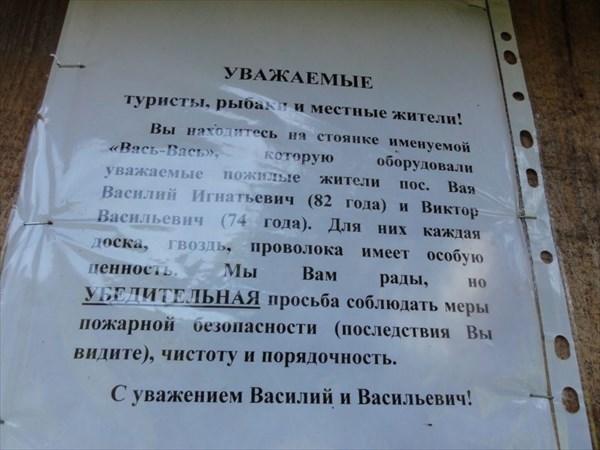 УВАЖАЕМЫЕ
туристы, рыбаки и местные жители!
Вы находитесь на стоянке именуемой
«Вась-Вась», которую оборудовали
уважаемые пожилые жители пос. Вая
Василий Игнатьевич (82 года) и Виктор
Васильевич (74 года). Для них каждая
доска, гвоздь, проволока имеет особую
ценность. Мы Вам рады, но
УБЕДИТЕЛЬНАЯ просьба соблюдать меры
пожарной безопасности (последствия Вы
видите), чистоту и порядочность.
С уважением Василий и Васильевич!